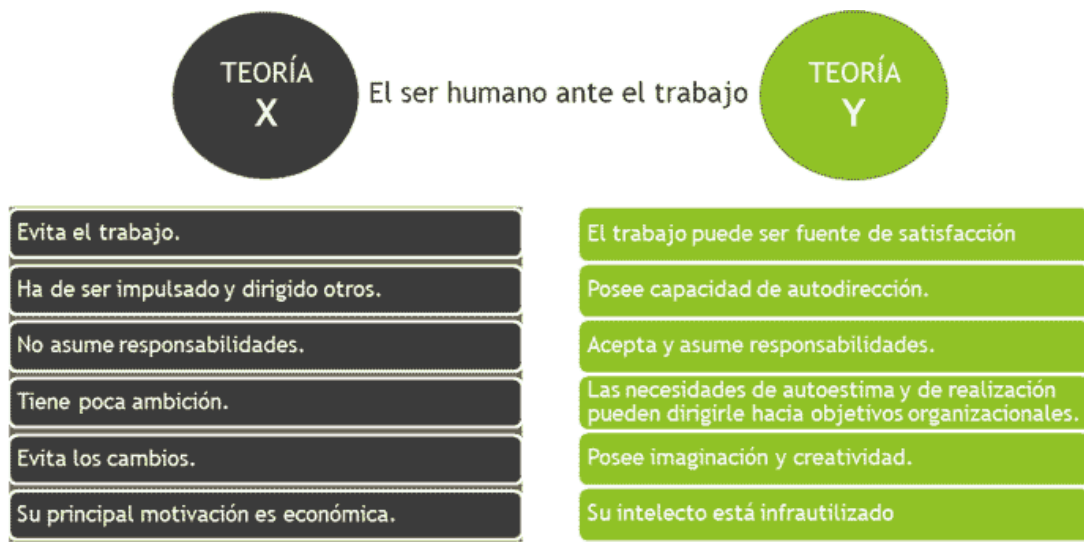 TEORÍA
X
El ser humano ante el trabajo
TEORÍA
Y
Evita el trabajo.
Ha de ser impulsado y dirigido otros.
No asume responsabilidades.
Tiene poca ambición.
Evita los cambios.
Su principal motivación es económica.
El trabajo puede ser fuente de satisfacción
Posee capacidad de autodirección.
Acepta y asume responsabilidades.
Las necesidades de autoestima y de realización
pueden dirigirle hacia objetivos organizacionales.
Posee imaginación y creatividad.
Su intelecto está infrautilizado